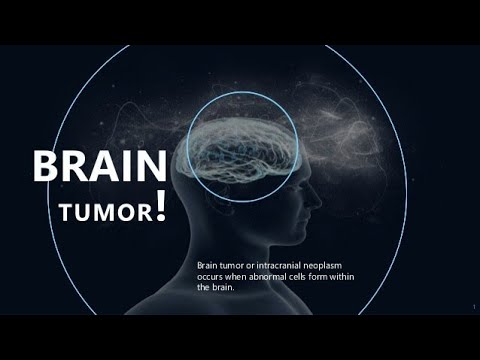 BRAIN
TUMOR!
Brain tumor or intracranial neoplasm
occurs when abnormal cells form within
the brain.
1